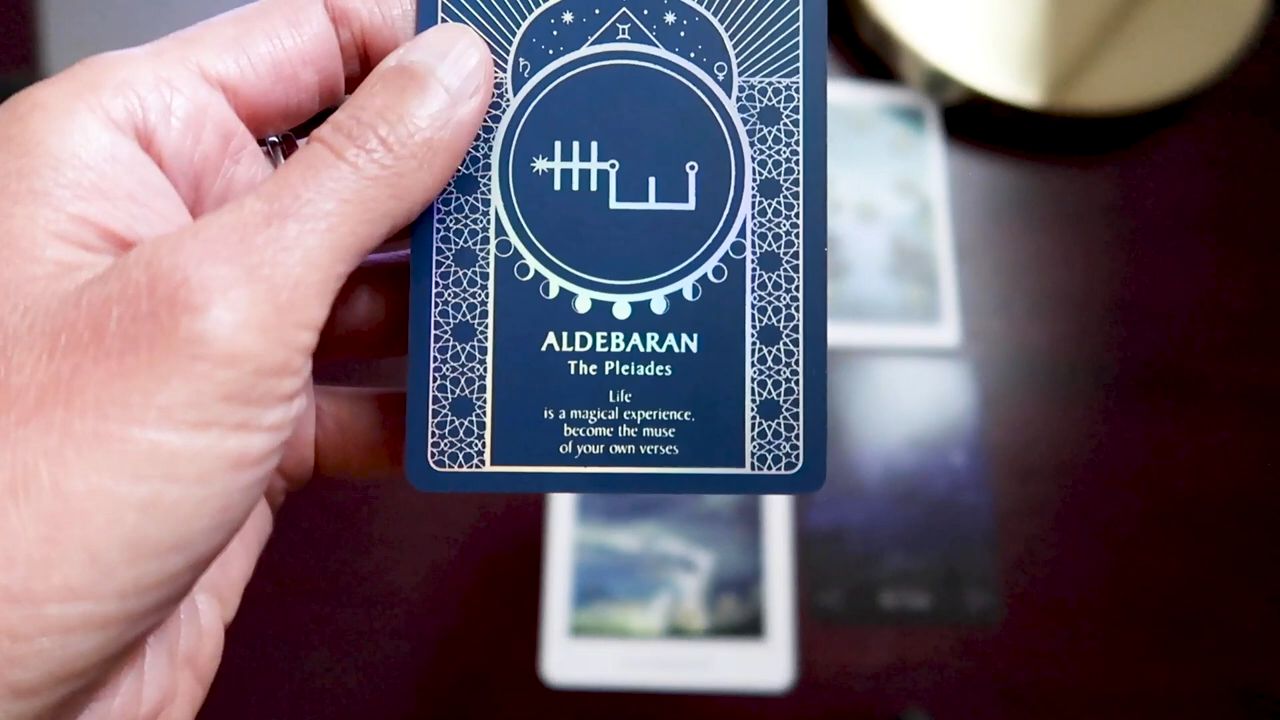 ♊
♄ ♀
ALDEBARAN
The Pleiades
Life
is a magical experience,
become the muse
of your own verses